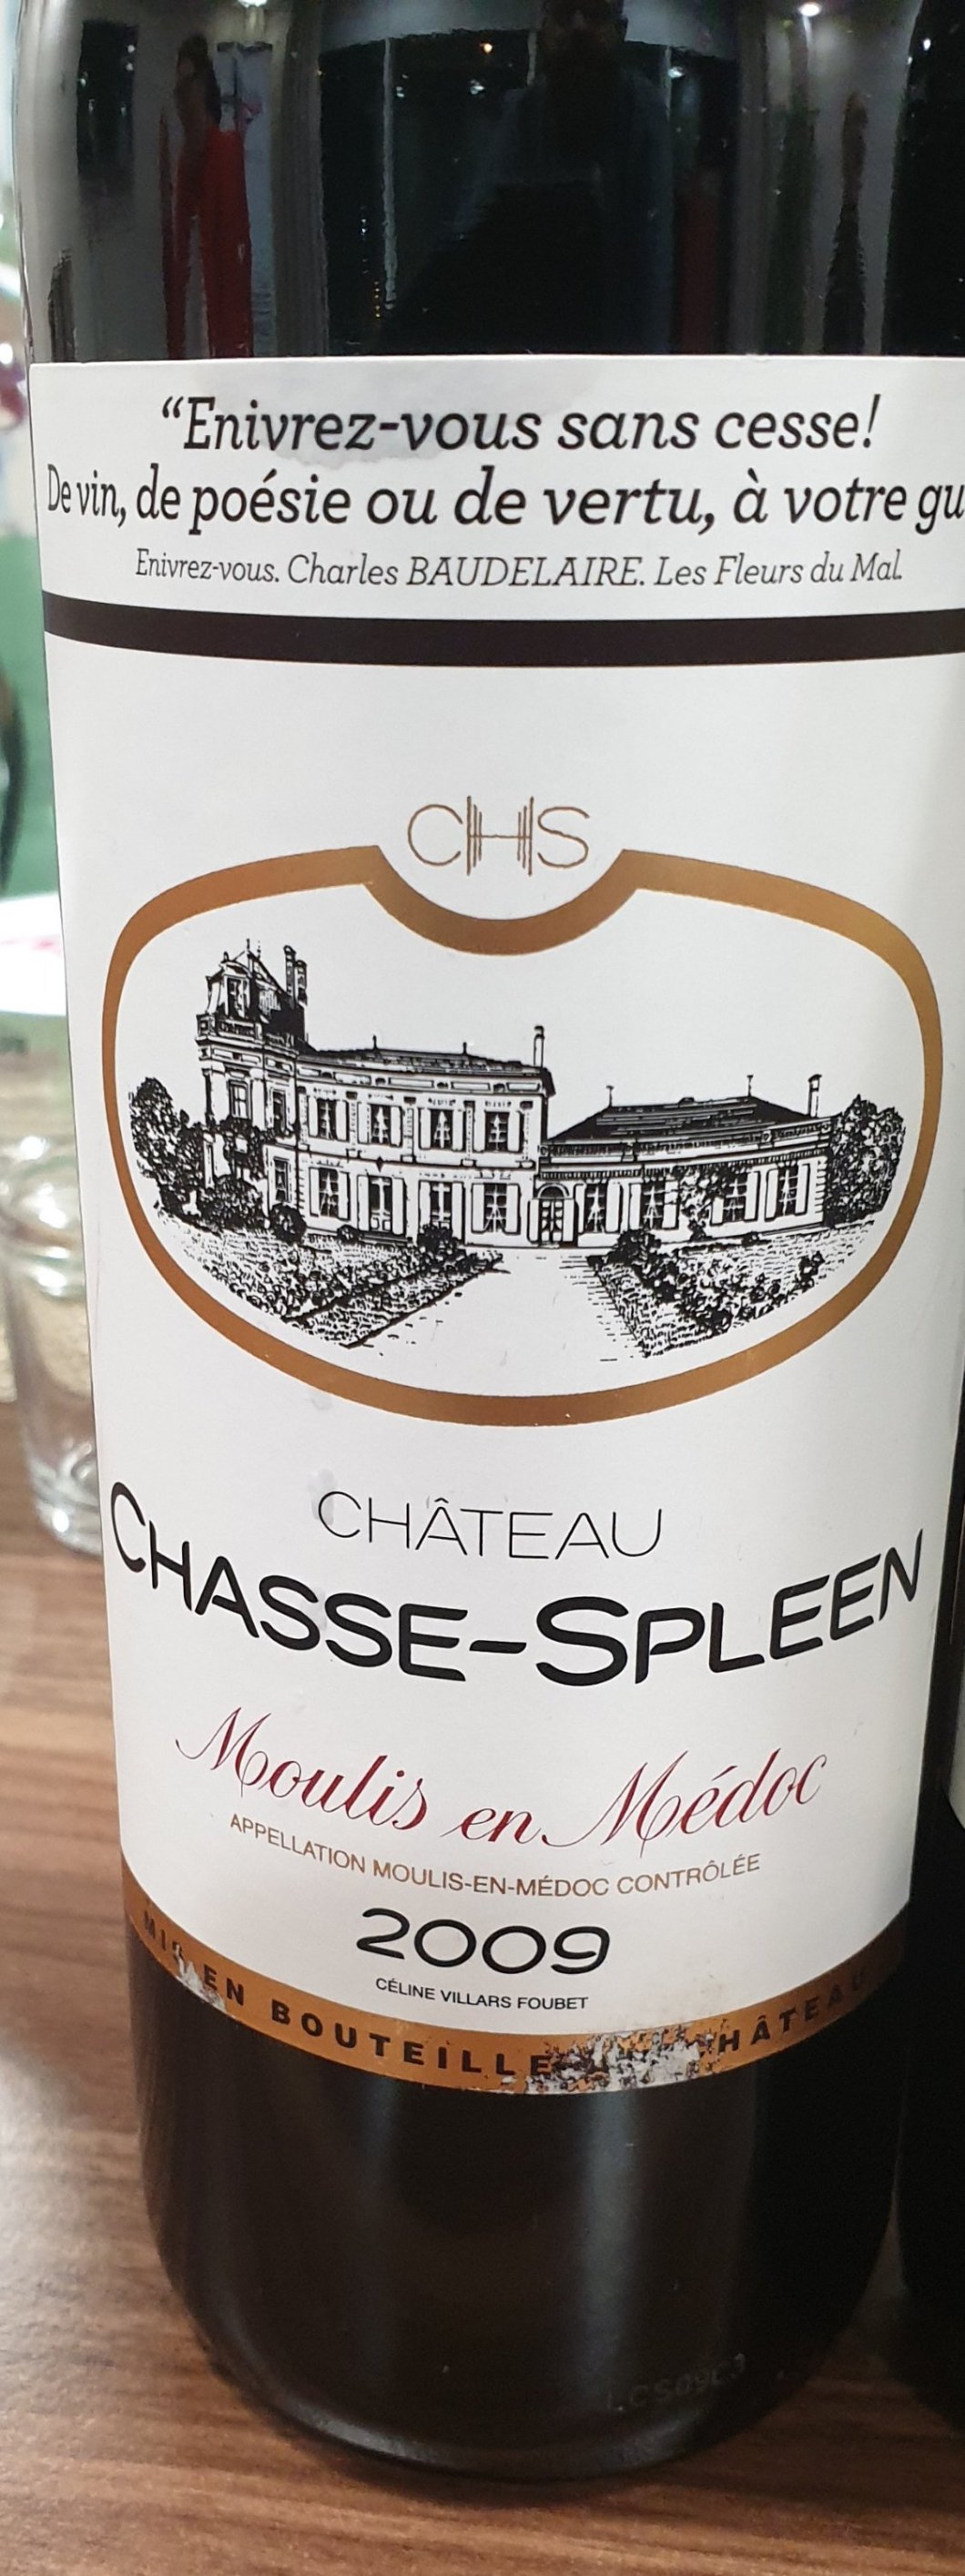 “Enivrez-vous sans cesse!
De vin, de poésie ou de vertu, à votre gu
Enivrez-vous. Charles BAUDELAIRE. Les Fleurs du Mal.
CHS
CHÂTEAU
CHASSE-SPLEEN
Moulis en Médoc
APPELLATION MOULIS-EN-MÉDOC CONTRÔLÉE
2009
CÉLINE VILLARS FOUBET
MIS EN BOUTEILLE CHÂTEAU